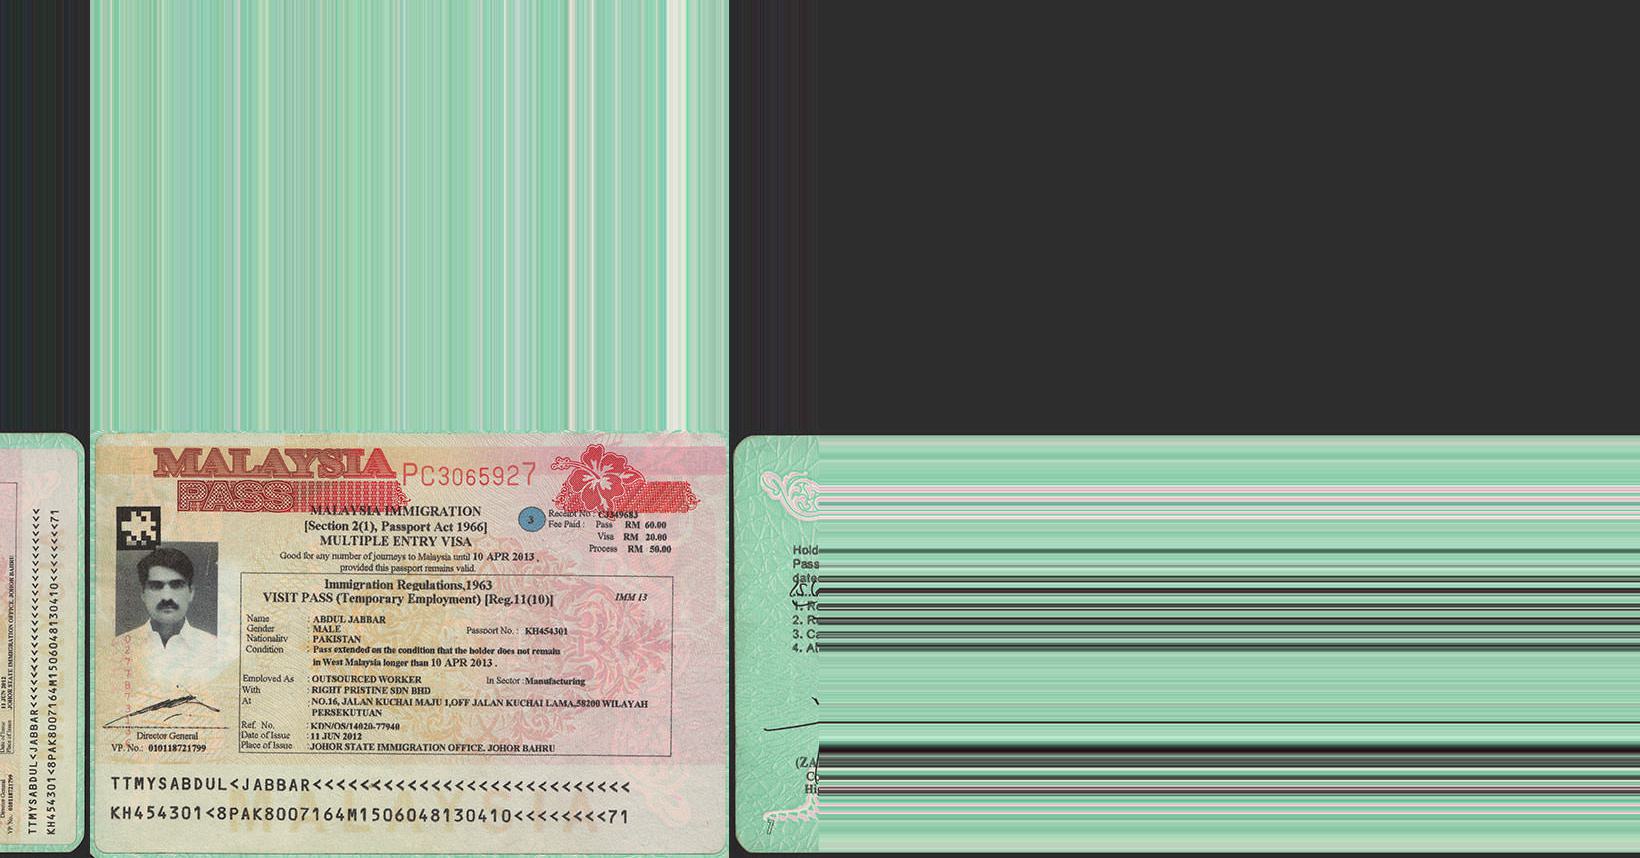 MALAYSIA PC3065927
PASS
MALAYSIA IMMIGRATION
[Section 2(1), Passport Act 1966]
MULTIPLE ENTRY VISA
Good for any number of journeys to Malaysia until 10 APR 2013.
provided this passport remains valid.
3
Receipt No : CJ349683
Fee Paid : Pass RM 60.00
Visa RM 20.00
Process RM 50.00
Immigration Regulations,1963
VISIT PASS (Temporary Employment) [Reg.11(10)] IMM 13
Name : ABDUL JABBAR
Gender : MALE Passport No. : KH454301
Nationality : PAKISTAN
Condition : Pass extended on the condition that the holder does not remain
in West Malaysia longer than 10 APR 2013 .
Employed As : OUTSOURCED WORKER In Sector : Manufacturing
With : RIGHT PRISTINE SDN BHD
At : NO.16, JALAN KUCHAI MAJU 1,OFF JALAN KUCHAI LAMA,58200 WILAYAH
PERSEKUTUAN
Ref. No. : KDN/OS/14020-77940
Date of Issue : 11 JUN 2012
Place of Issue : JOHOR STATE IMMIGRATION OFFICE. JOHOR BAHRU
Director General
VP. No.: 010118721799
TTMYSABDUL<JABBAR<<<<<<<<<<<<<<<<<<<<<<<<<<<
KH454301<8PAK8007164M1506048130410<<<<<<<<71
Hold
Pass
date
2. R
3. Ca
4. At
(ZA
Co
Hi
7